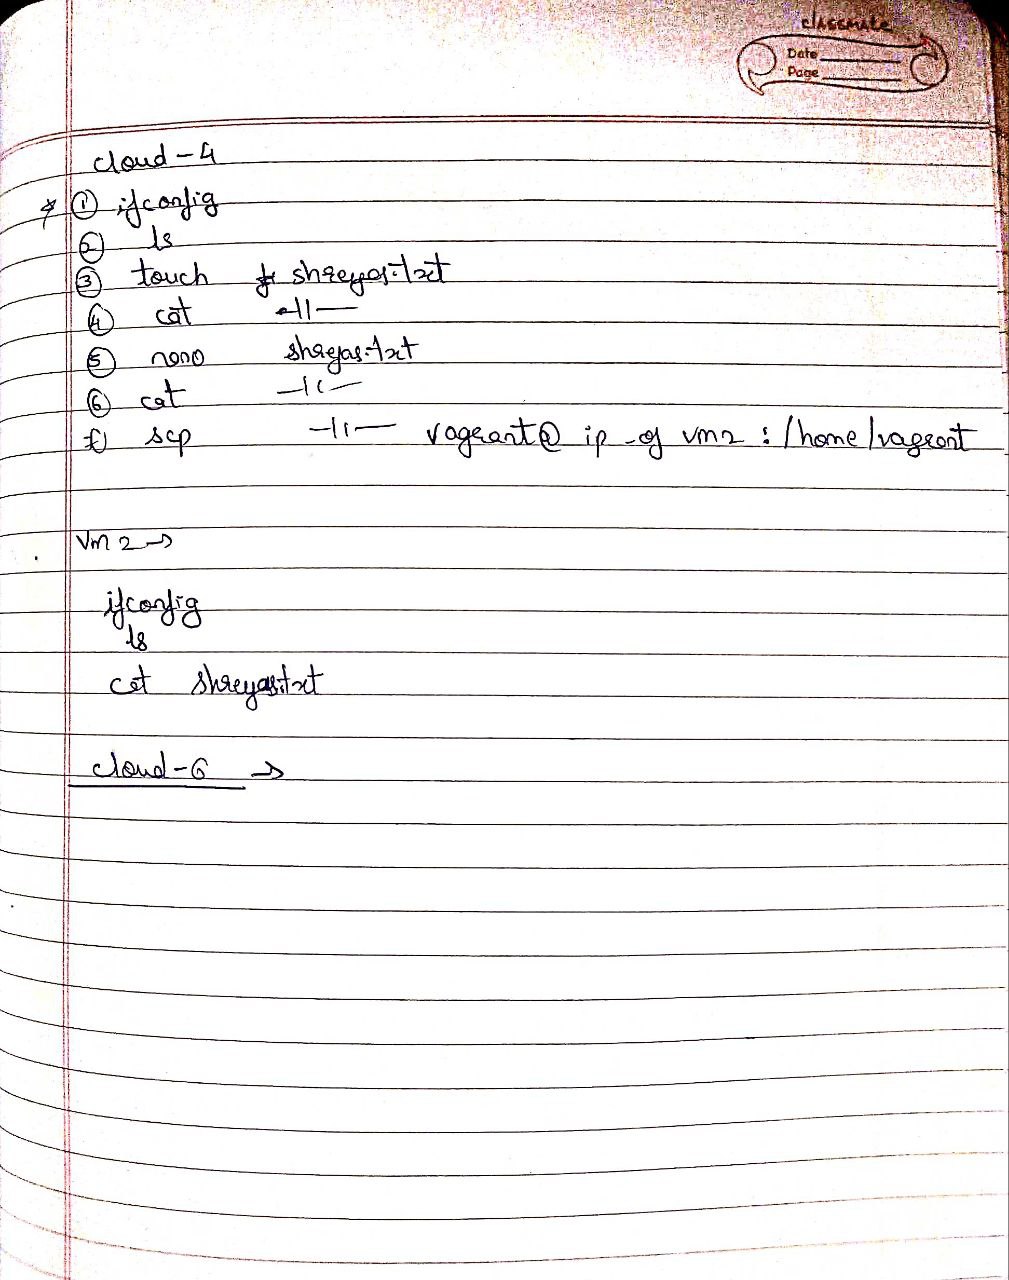 classmate
Date
Page
cloud-4
* ① ifconfig
② ls
③ touch shreyas.txt
④ cat -||-
⑤ nano shreyas.txt
⑥ cat -||-
7) scp -||- vagrant@ ip -of vm2 : /home/vagrant
Vm 2→
ifconfig
ls
cat shreyas.txt
cloud-6 →